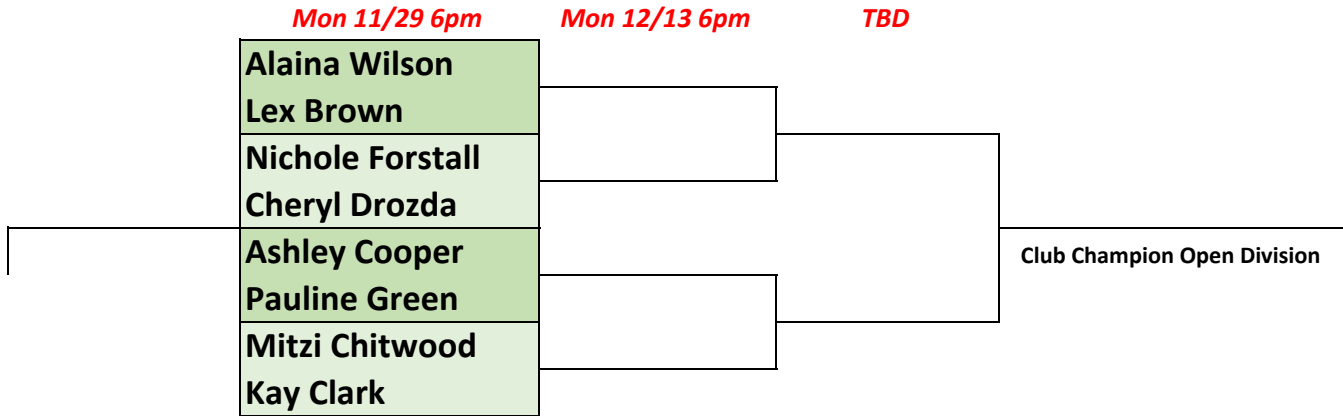 Mon 11/29 6pm Mon 12/13 6pm TBD
Alaina Wilson
Lex Brown
Nichole Forstall
Cheryl Drozda
Ashley Cooper
Pauline Green
Club Champion Open Division
Mitzi Chitwood
Kay Clark